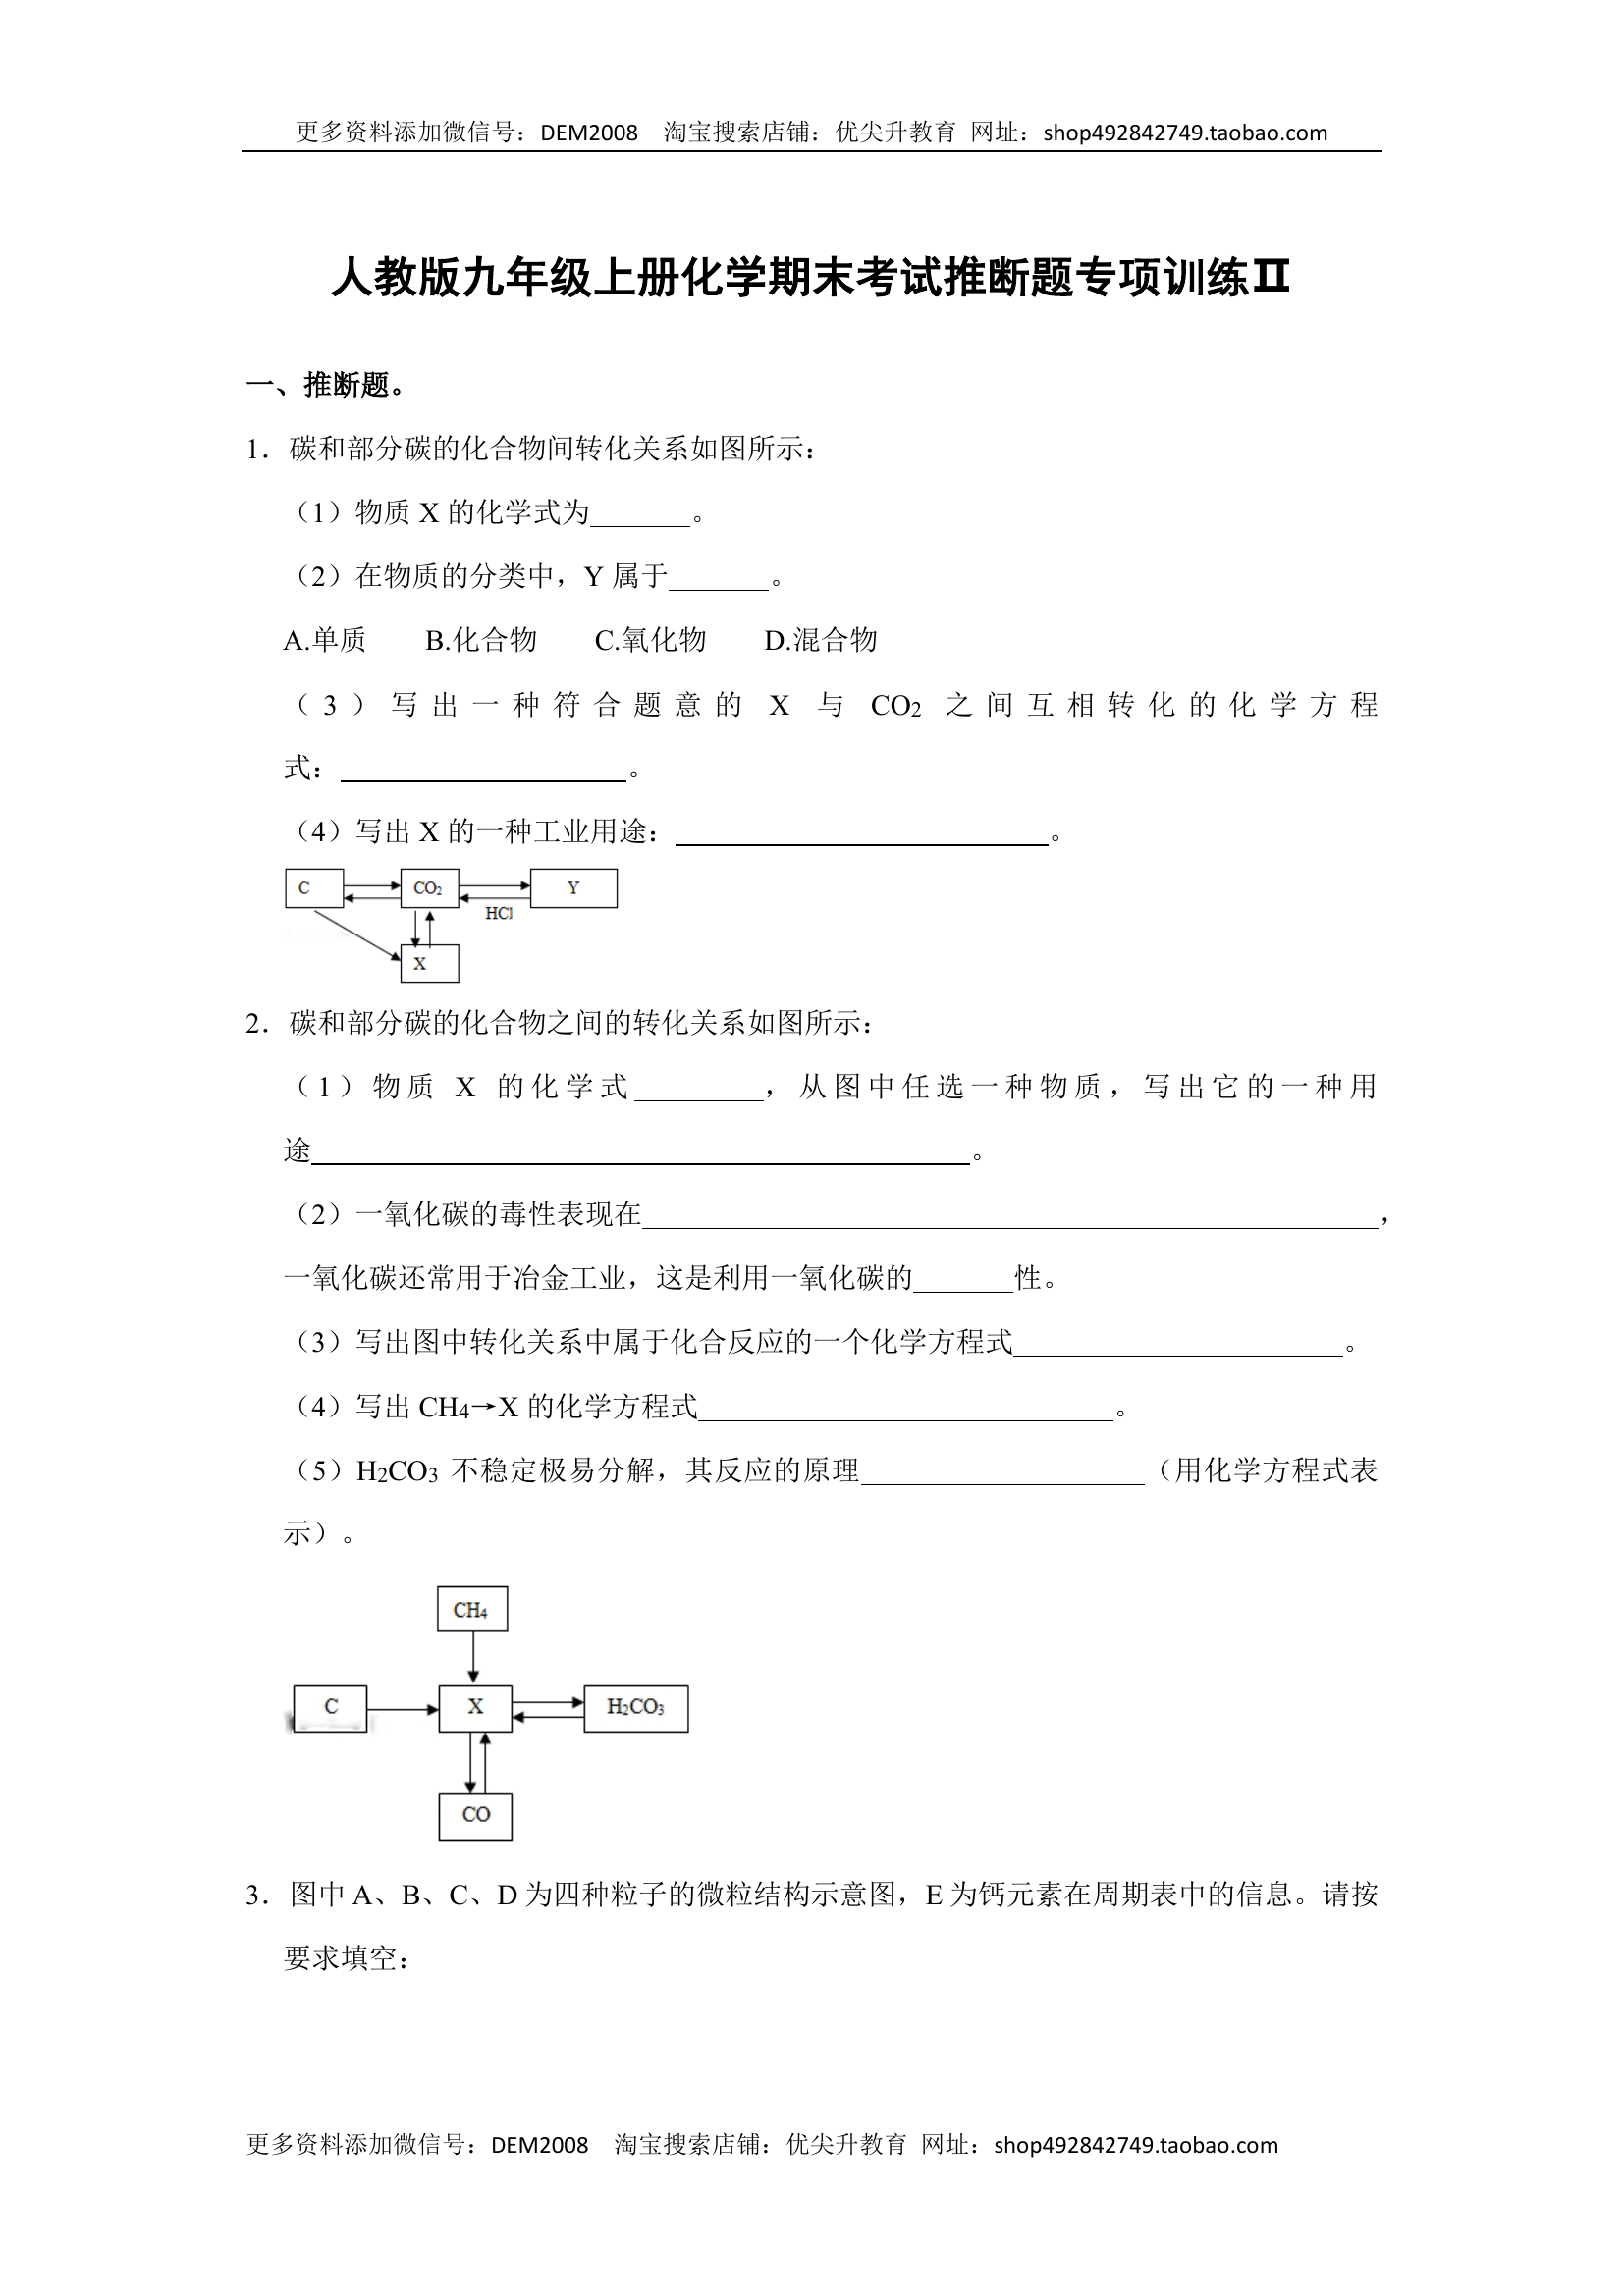 更多资料添加微信号：DEM2008 淘宝搜索店铺：优尖升教育 网址：shop492842749.taobao.com
人教版九年级上册化学期末考试推断题专项训练Ⅱ
一、推断题。
1．碳和部分碳的化合物间转化关系如图所示：
（1）物质 X 的化学式为_______。
（2）在物质的分类中，Y 属于_______。
A.单质 B.化合物 C.氧化物 D.混合物
（3）写出一种符合题意的 X 与 CO2 之间互相转化的化学方程
式：____________________。
（4）写出 X 的一种工业用途：__________________________。
C CO2 Y
HCl
X
2．碳和部分碳的化合物之间的转化关系如图所示：
（1）物质 X 的化学式_________，从图中任选一种物质，写出它的一种用
途______________________________________________。
（2）一氧化碳的毒性表现在____________________________________________________，
一氧化碳还常用于冶金工业，这是利用一氧化碳的_______性。
（3）写出图中转化关系中属于化合反应的一个化学方程式_______________________。
（4）写出 CH4→X 的化学方程式_____________________________。
（5）H2CO3 不稳定极易分解，其反应的原理____________________（用化学方程式表
示）。
CH4
C X H2CO3
CO
3．图中 A、B、C、D 为四种粒子的微粒结构示意图，E 为钙元素在周期表中的信息。请按
要求填空：
更多资料添加微信号：DEM2008 淘宝搜索店铺：优尖升教育 网址：shop492842749.taobao.com